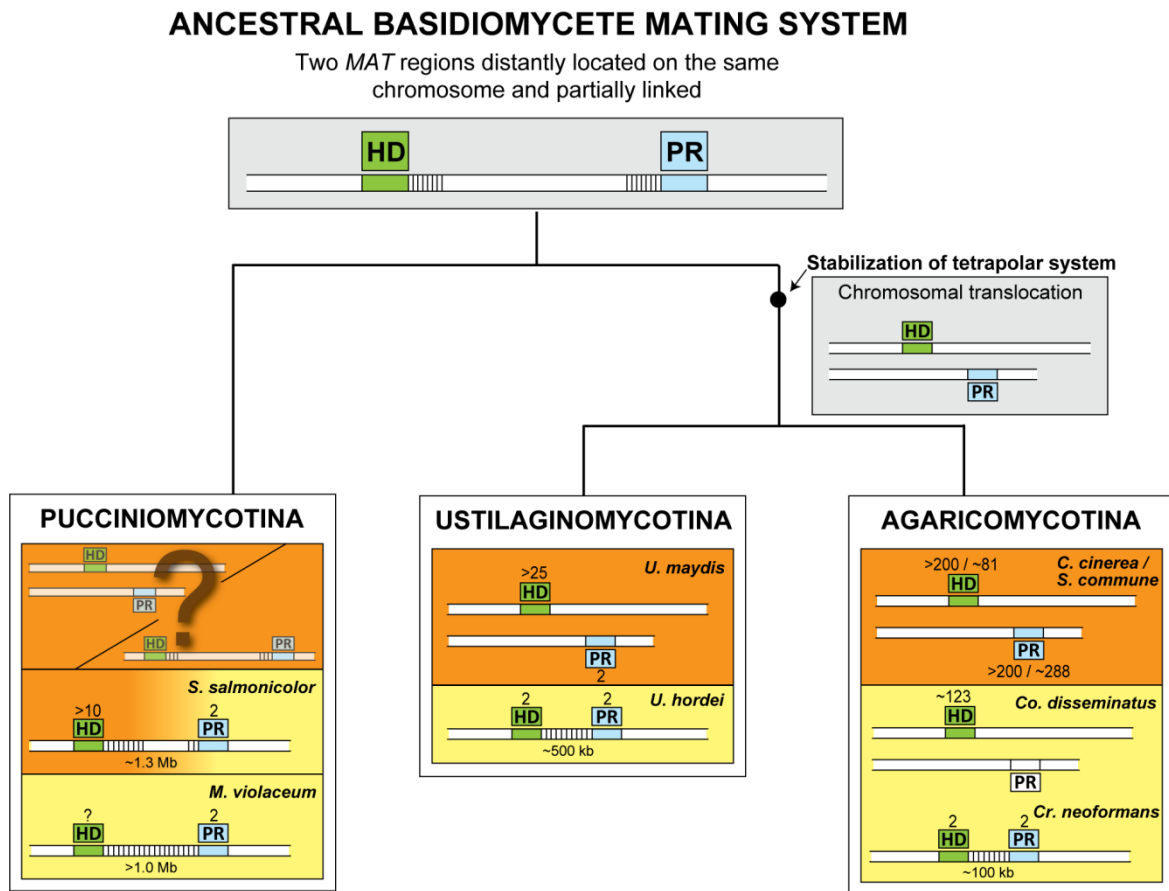 ANCESTRAL BASIDIOMYCETE MATING SYSTEM
Two MAT regions distantly located on the same
chromosome and partially linked
HD
PR
Stabilization of tetrapolar system
Chromosomal translocation
HD
PR
PUCCINIOMYCOTINA
HD
PR
?
HD
PR
S. salmonicolor
>10
2
HD
PR
~1.3 Mb
M. violaceum
?
2
HD
PR
>1.0 Mb
USTILAGINOMYCOTINA
U. maydis
>25
HD
PR
2
U. hordei
2
2
HD
PR
~500 kb
AGARICOMYCOTINA
C. cinerea /
S. commune
>200 / ~81
HD
PR
>200 / ~288
Co. disseminatus
~123
HD
PR
Cr. neoformans
2
2
HD
PR
~100 kb